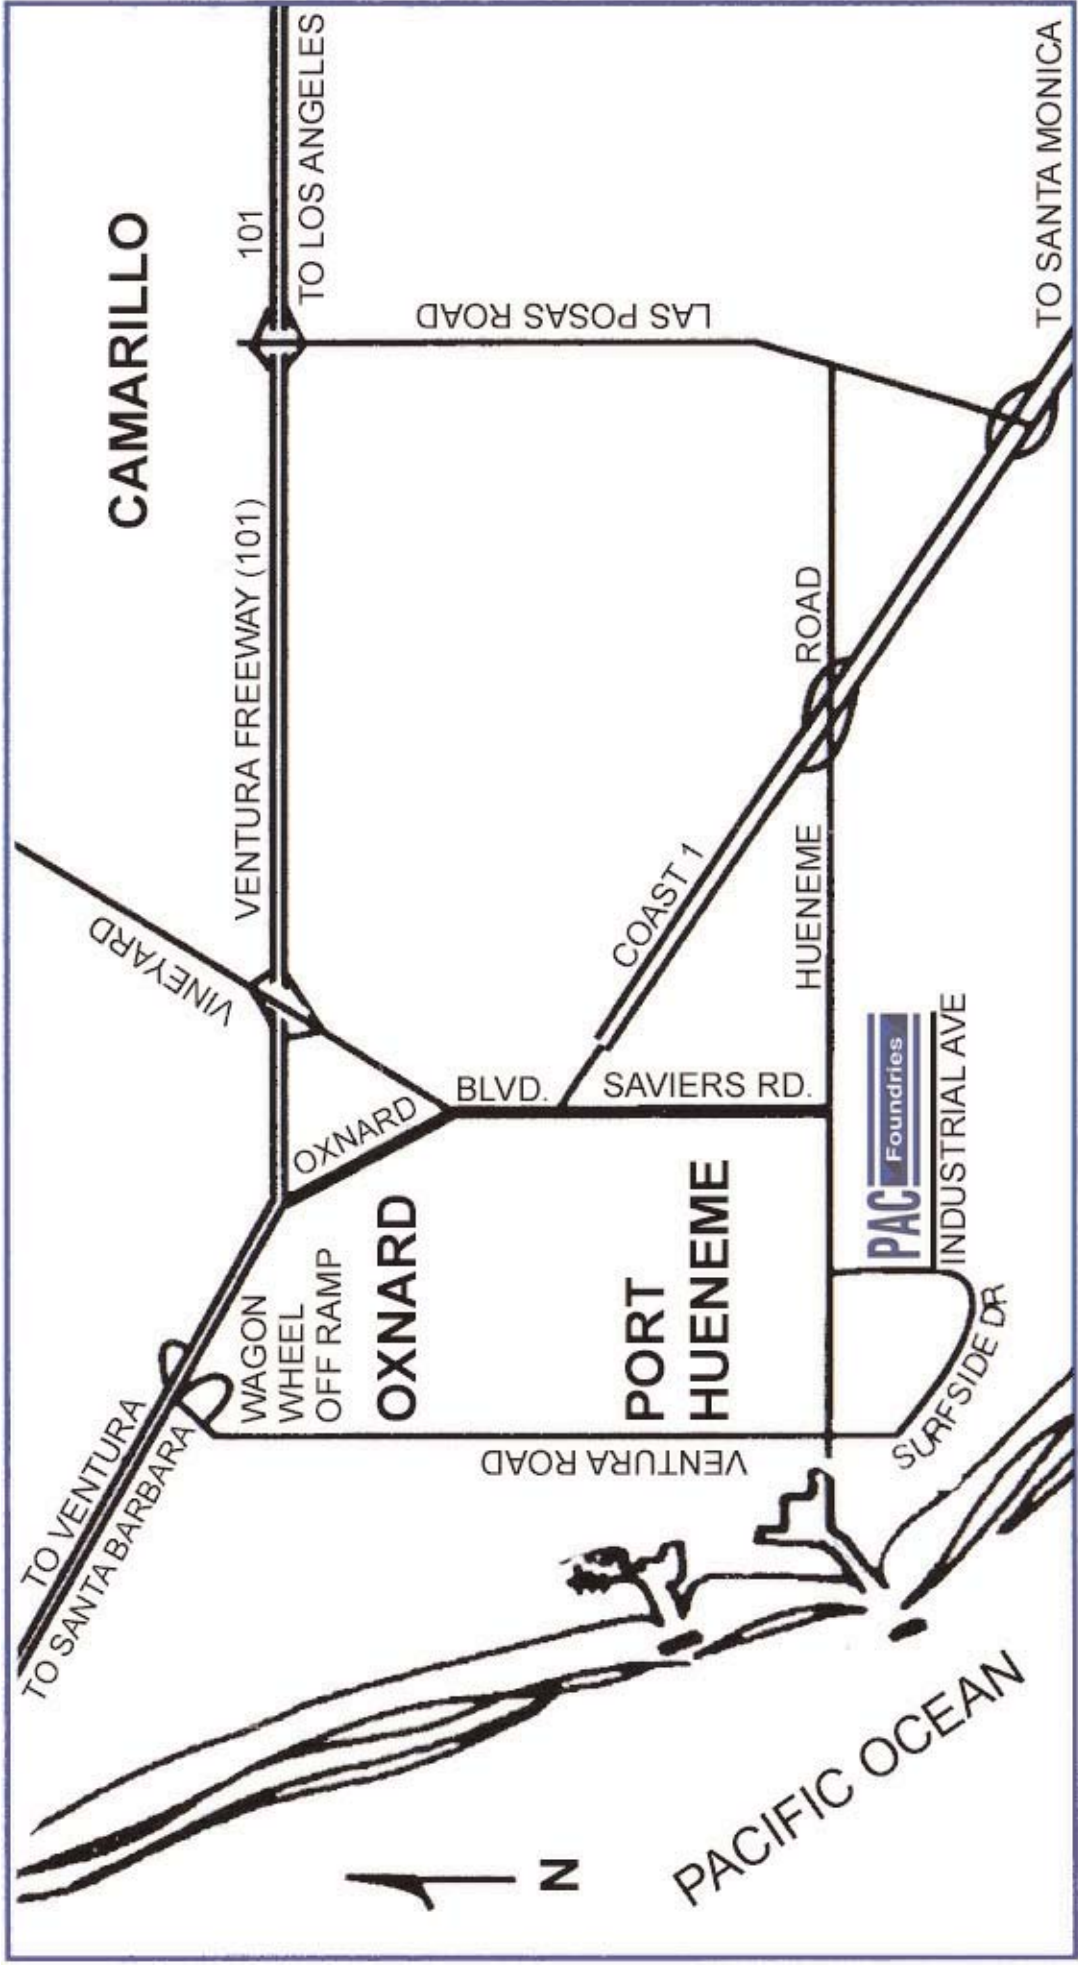 CAMARILLO
101
TO LOS ANGELES
VENTURA FREEWAY (101)
VINEYARD
TO VENTURA
TO SANTA BARBARA
WAGON
WHEEL
OFF RAMP
OXNARD
BLVD.
OXNARD
LAS POSAS ROAD
COAST 1
SAVIERS RD.
VENTURA ROAD
PORT
HUENEME
HUENEME ROAD
PAC Foundries
INDUSTRIAL AVE
SURFSIDE DR
TO SANTA MONICA
N
PACIFIC OCEAN